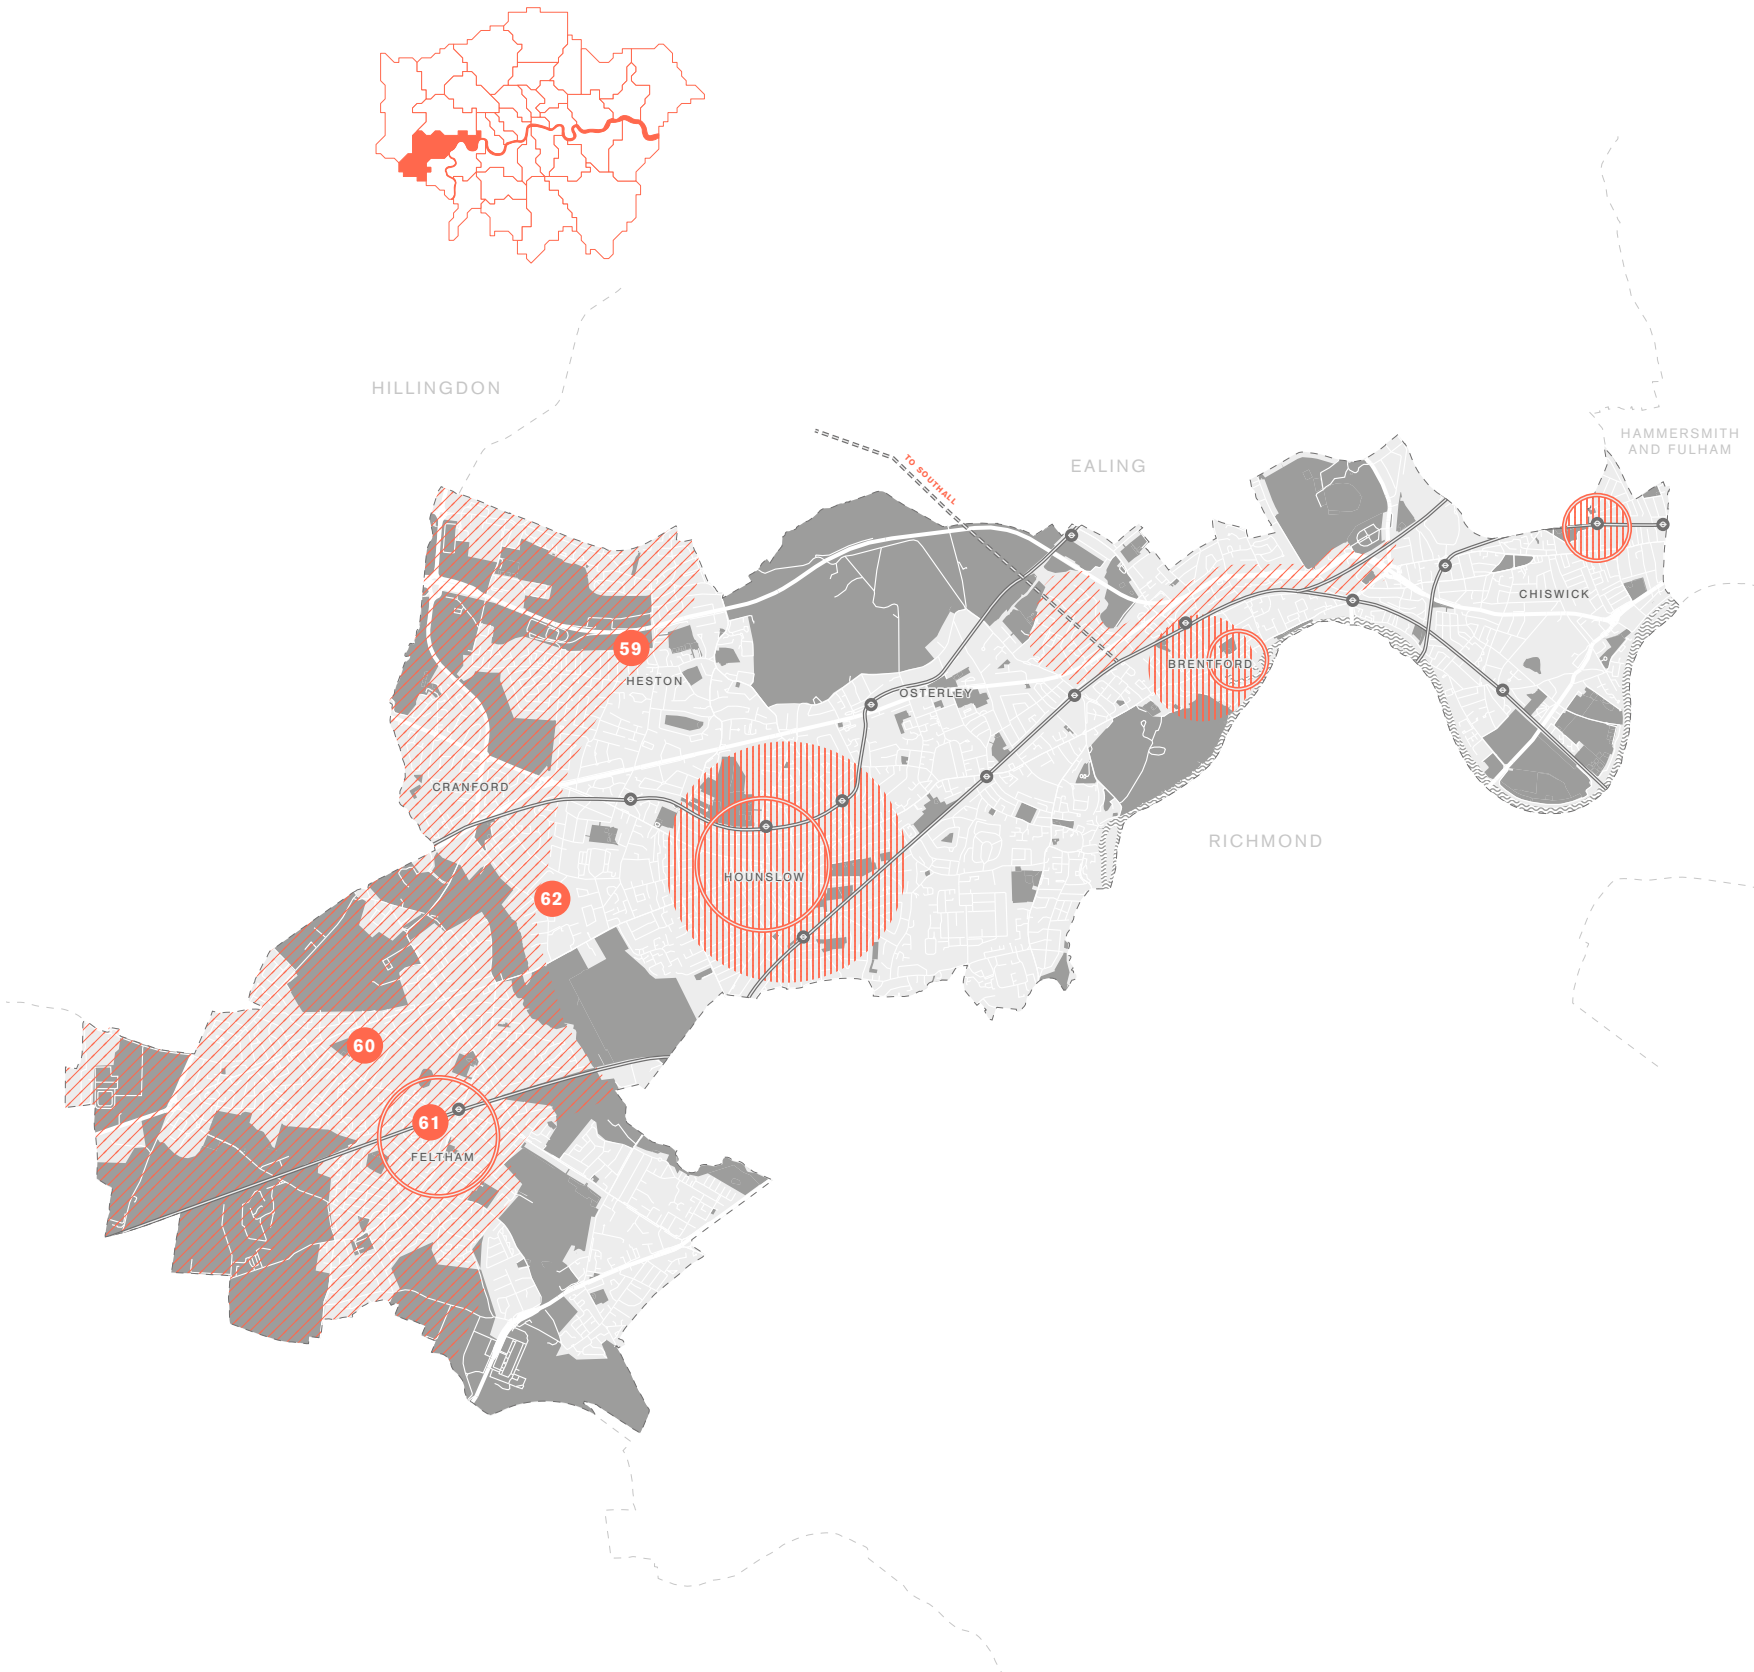 HILLINGDON
HAMMERSMITH
AND FULHAM
TO SOUTHALL
EALING
CHISWICK
59
HESTON
BRENTFORD
OSTERLEY
CRANFORD
RICHMOND
HOUNSLOW
62
60
61
FELTHAM